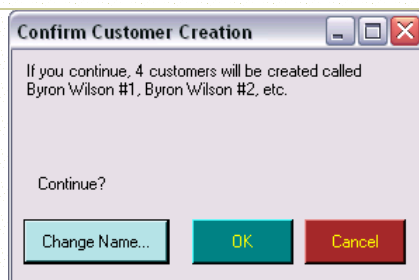 Confirm Customer Creation
If you continue, 4 customers will be created called
Byron Wilson #1, Byron Wilson #2, etc.
Continue?
Change Name... OK Cancel